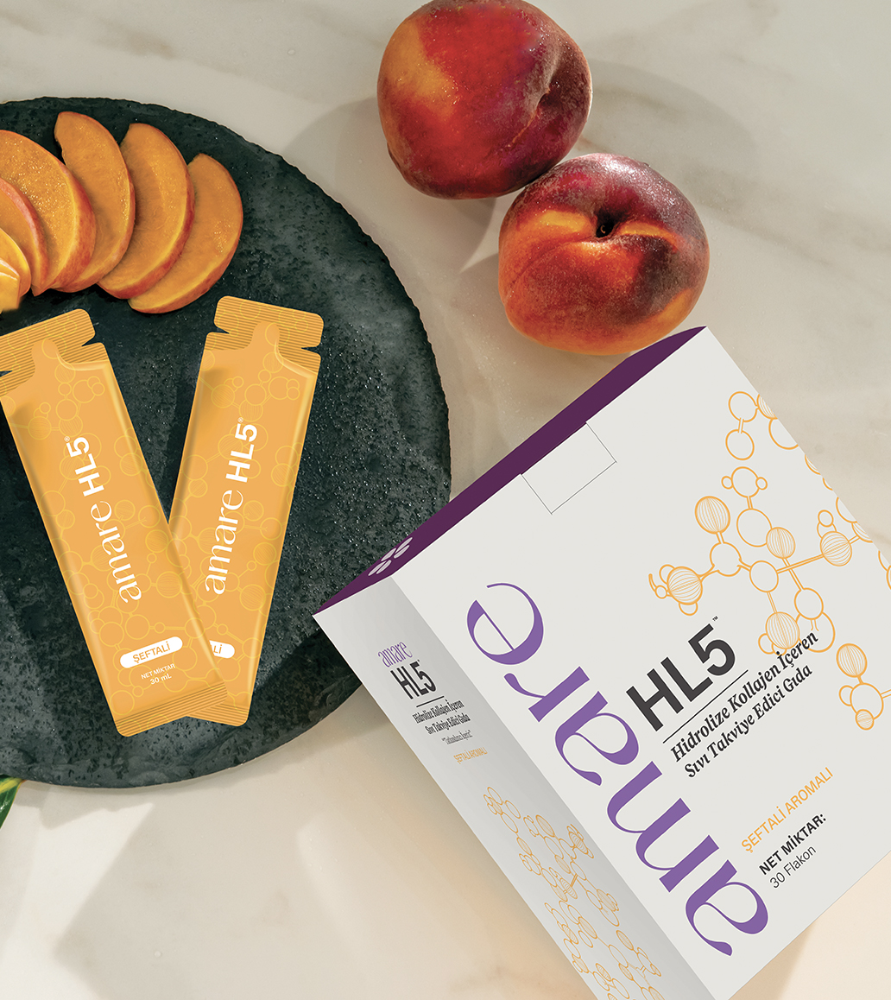 amare HL5®
ŞEFTALİ
NET MİKTAR
30 mL
amare HL5®
Lİ
amare
HL5
Hidrolize Kollajen İçeren
Sıvı Takviye Edici Gıda
ŞEFTALİ AROMALI
amare
HL5™
Hidrolize Kollajen İçeren
Sıvı Takviye Edici Gıda
ŞEFTALİ AROMALI
NET MİKTAR:
30 Flakon